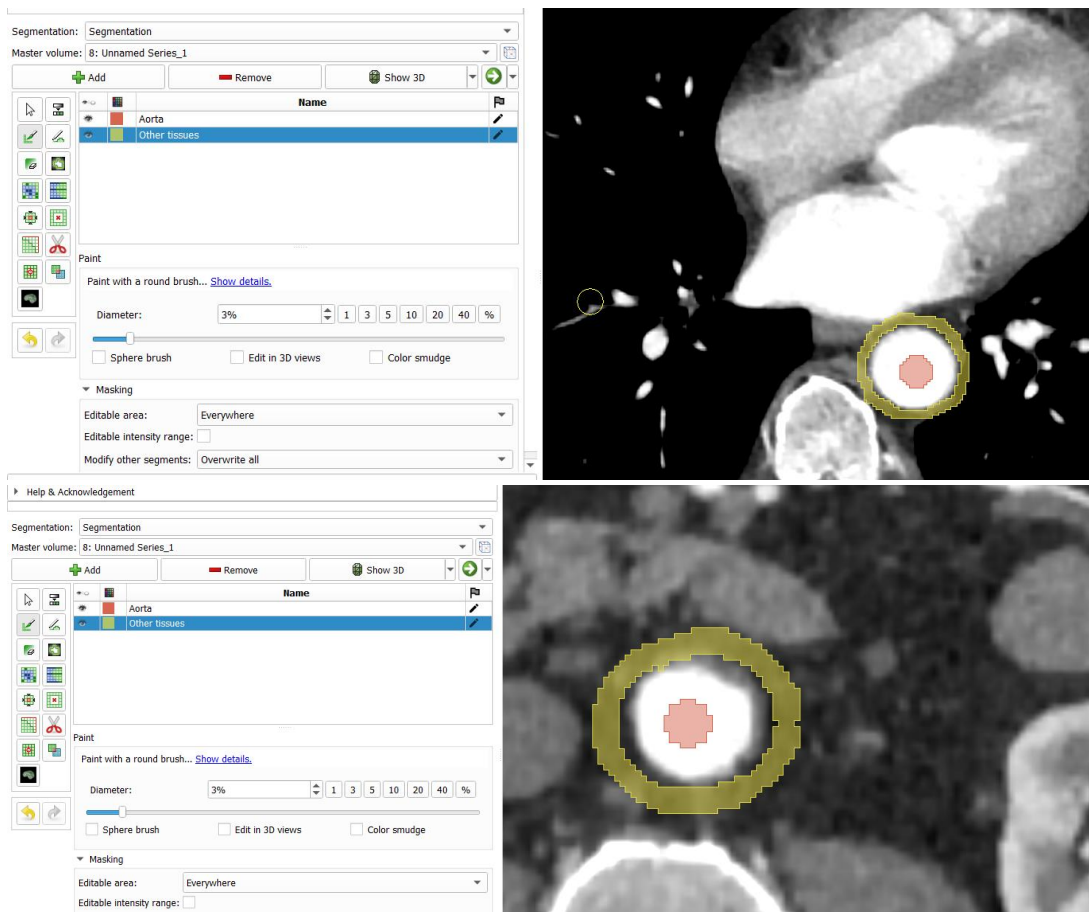 Segmentation: Segmentation
Master volume: 8: Unnamed Series_1
Add Remove Show 3D
Name
Aorta
Other tissues
Paint
Paint with a round brush... Show details.
Diameter: 3% 1 3 5 10 20 40 %
Sphere brush Edit in 3D views Color smudge
Masking
Editable area: Everywhere
Editable intensity range:
Modify other segments: Overwrite all
Help & Acknowledgement
Segmentation: Segmentation
Master volume: 8: Unnamed Series_1
Add Remove Show 3D
Name
Aorta
Other tissues
Paint
Paint with a round brush... Show details.
Diameter: 3% 1 3 5 10 20 40 %
Sphere brush Edit in 3D views Color smudge
Masking
Editable area: Everywhere
Editable intensity range: